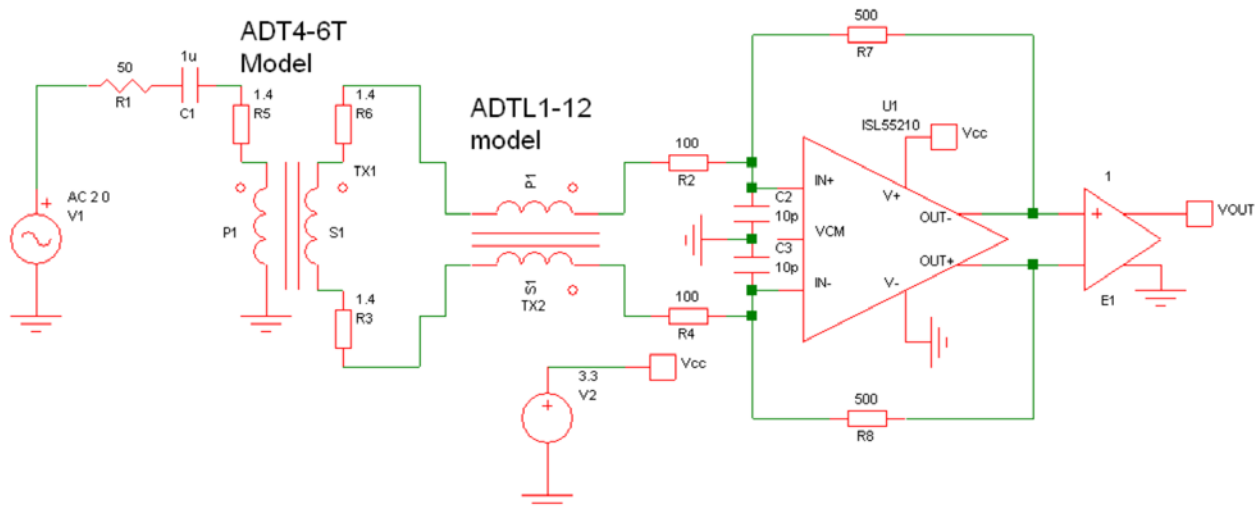 ADT4-6T
Model
50
R1
1u
C1
1.4
R5
1.4
R6
TX1
P1
S1
1.4
R3
AC 2 0
V1
ADTL1-12
model
P1
S1
TX2
100
R2
100
R4
3.3
V2
Vcc
500
R7
U1
ISL55210
Vcc
IN+
C2
10p
VCM
C3
10p
IN-
V+
OUT-
OUT+
V-
500
R8
1
E1
VOUT